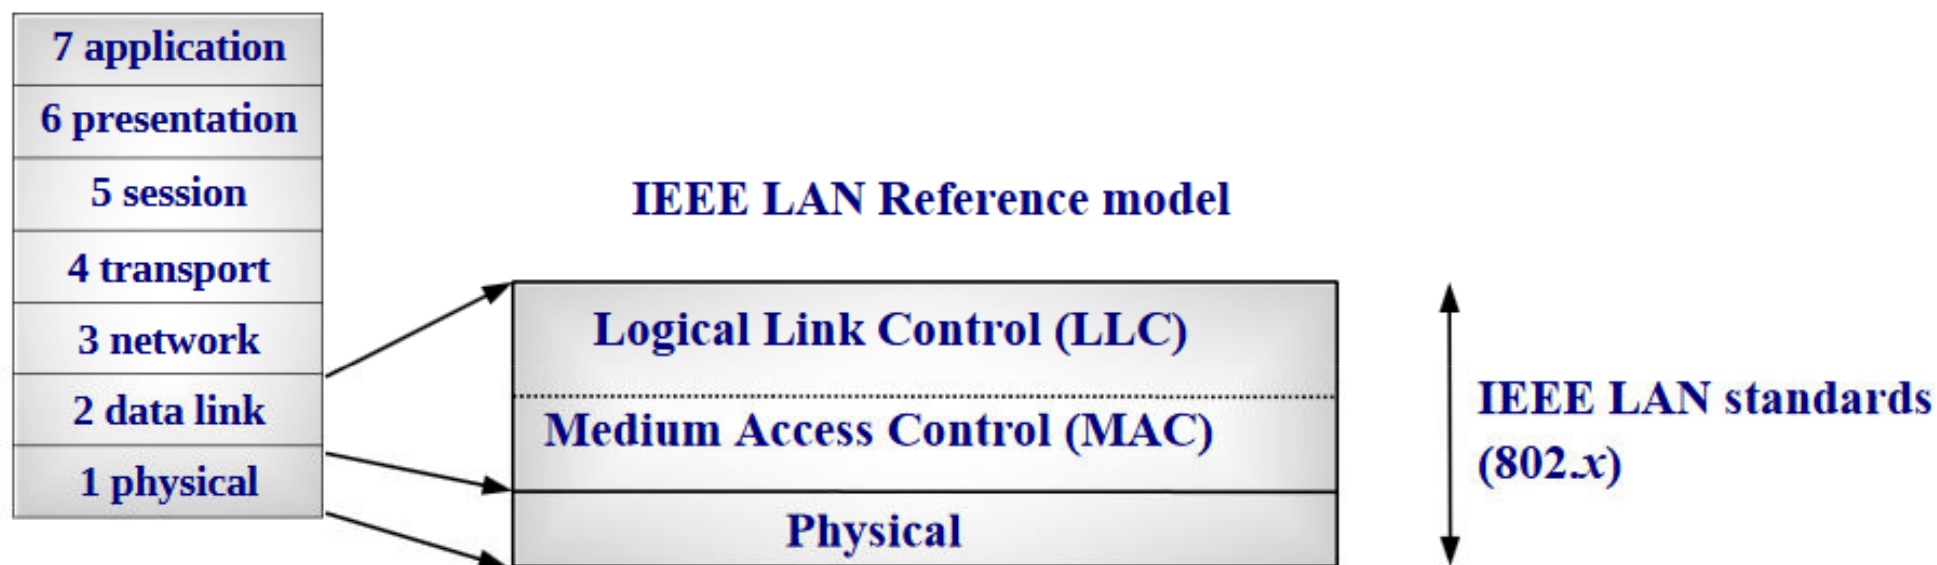 7 application
6 presentation
5 session
4 transport
3 network
2 data link
1 physical
IEEE LAN Reference model
Logical Link Control (LLC)
Medium Access Control (MAC)
Physical
IEEE LAN standards
(802.x)